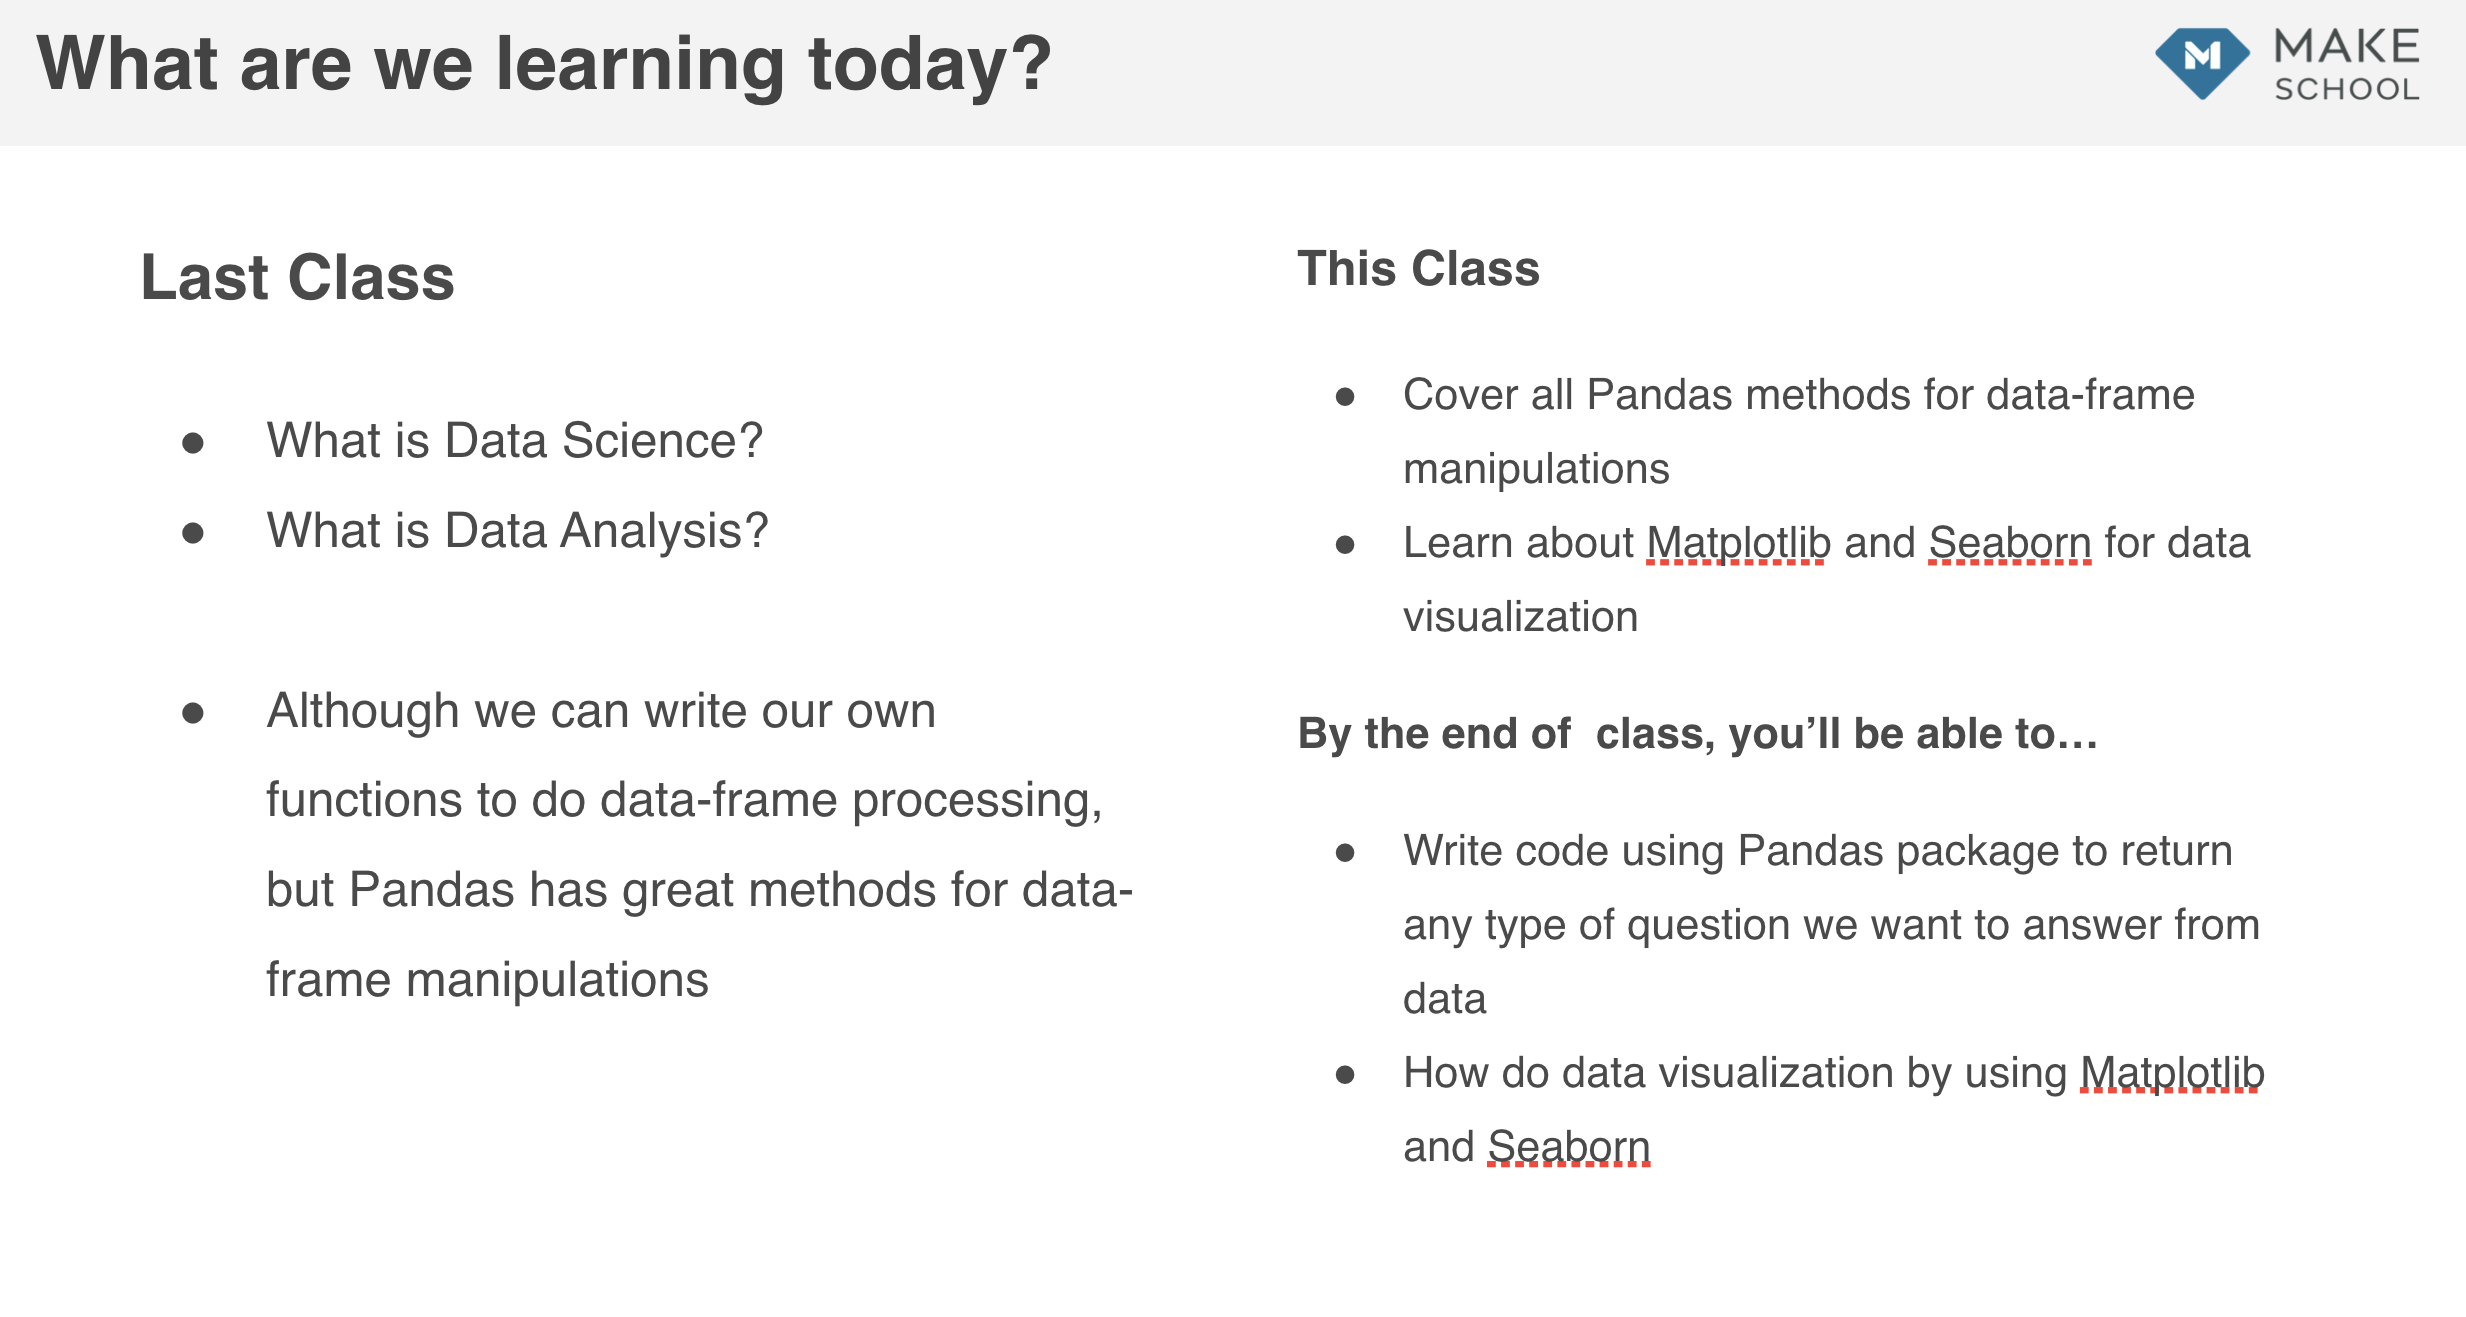 What are we learning today?
MAKE
SCHOOL
Last Class
● What is Data Science?
● What is Data Analysis?
● Although we can write our own
functions to do data-frame processing,
but Pandas has great methods for data-
frame manipulations
This Class
● Cover all Pandas methods for data-frame
manipulations
● Learn about Matplotlib and Seaborn for data
visualization
By the end of  class, you’ll be able to…
● Write code using Pandas package to return
any type of question we want to answer from
data
● How do data visualization by using Matplotlib
and Seaborn